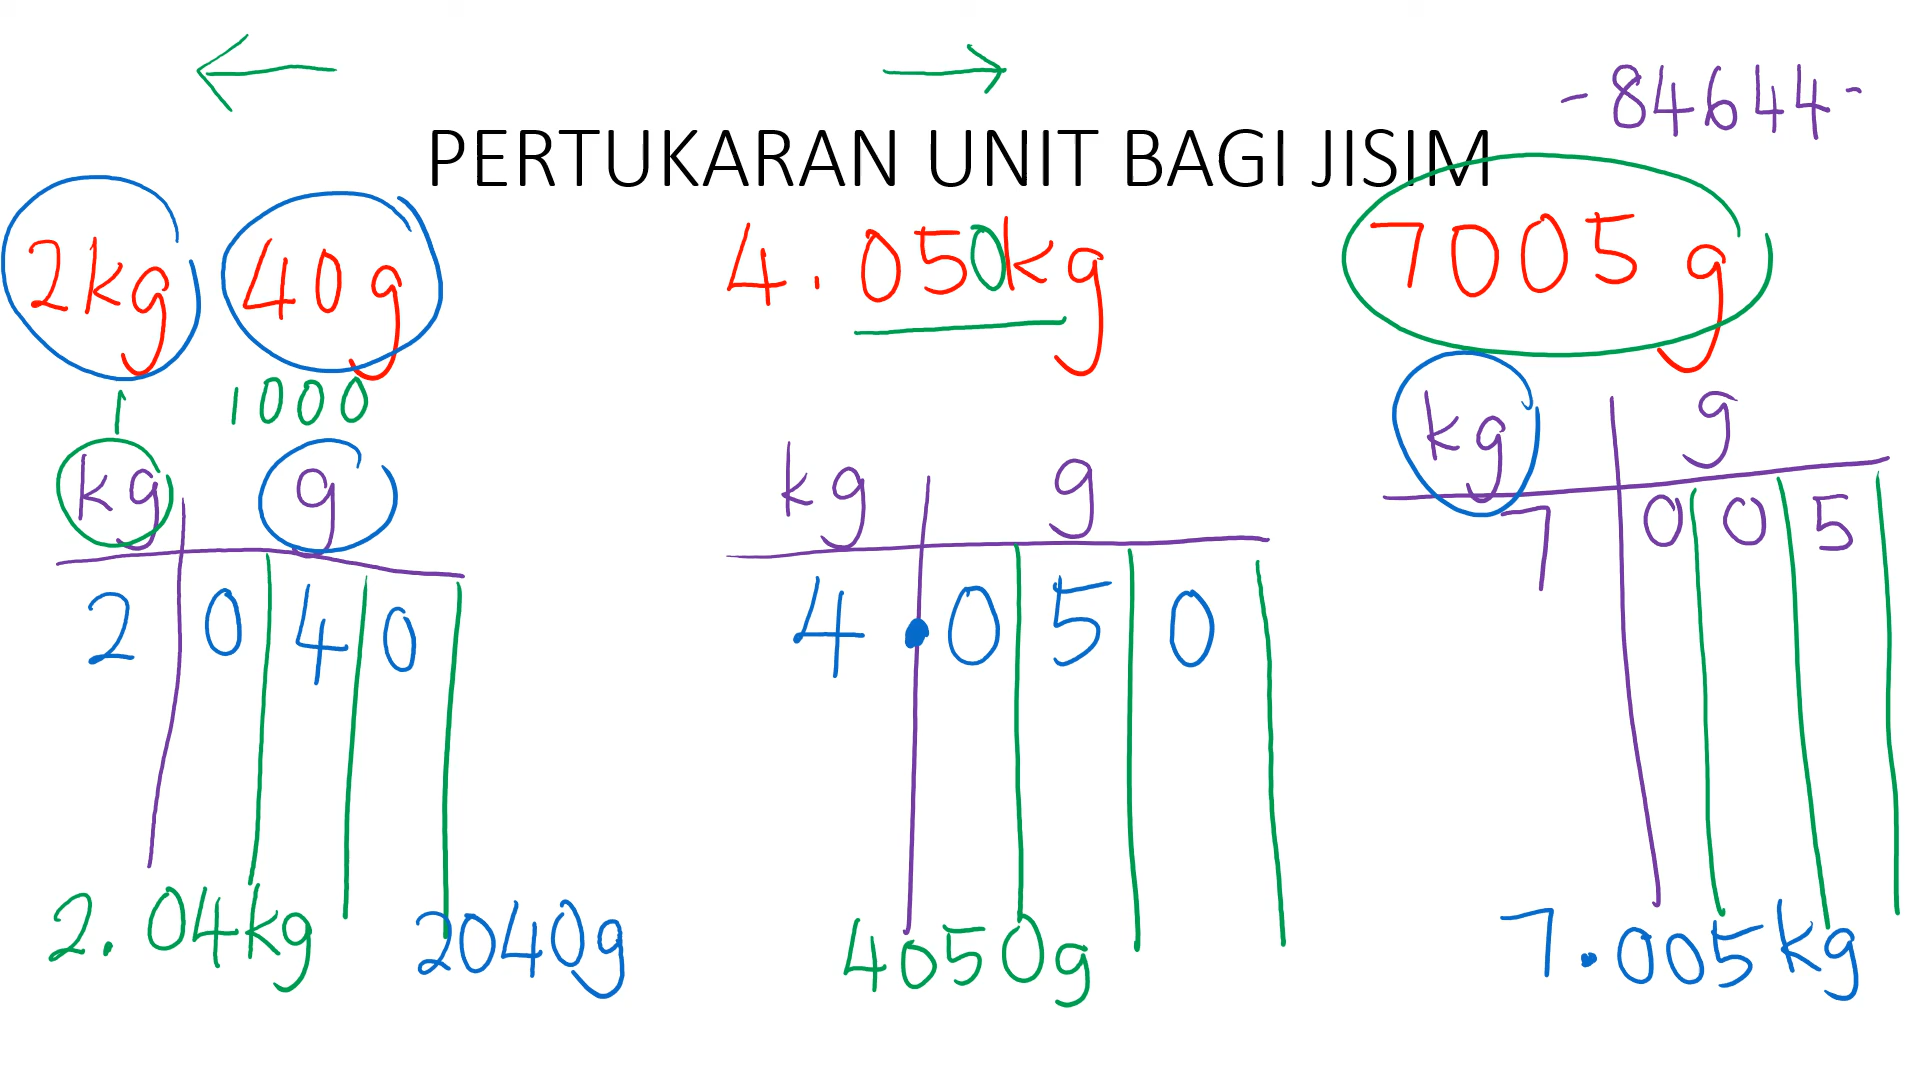 -84644-
PERTUKARAN UNIT BAGI JISIM
2kg 40g
1 1000
kg g
2 0 4 0
2.04kg 2040g
4.050kg
kg g
4 . 0 5 0
4050g
7005 g
kg g
7 0 0 5
7.005kg